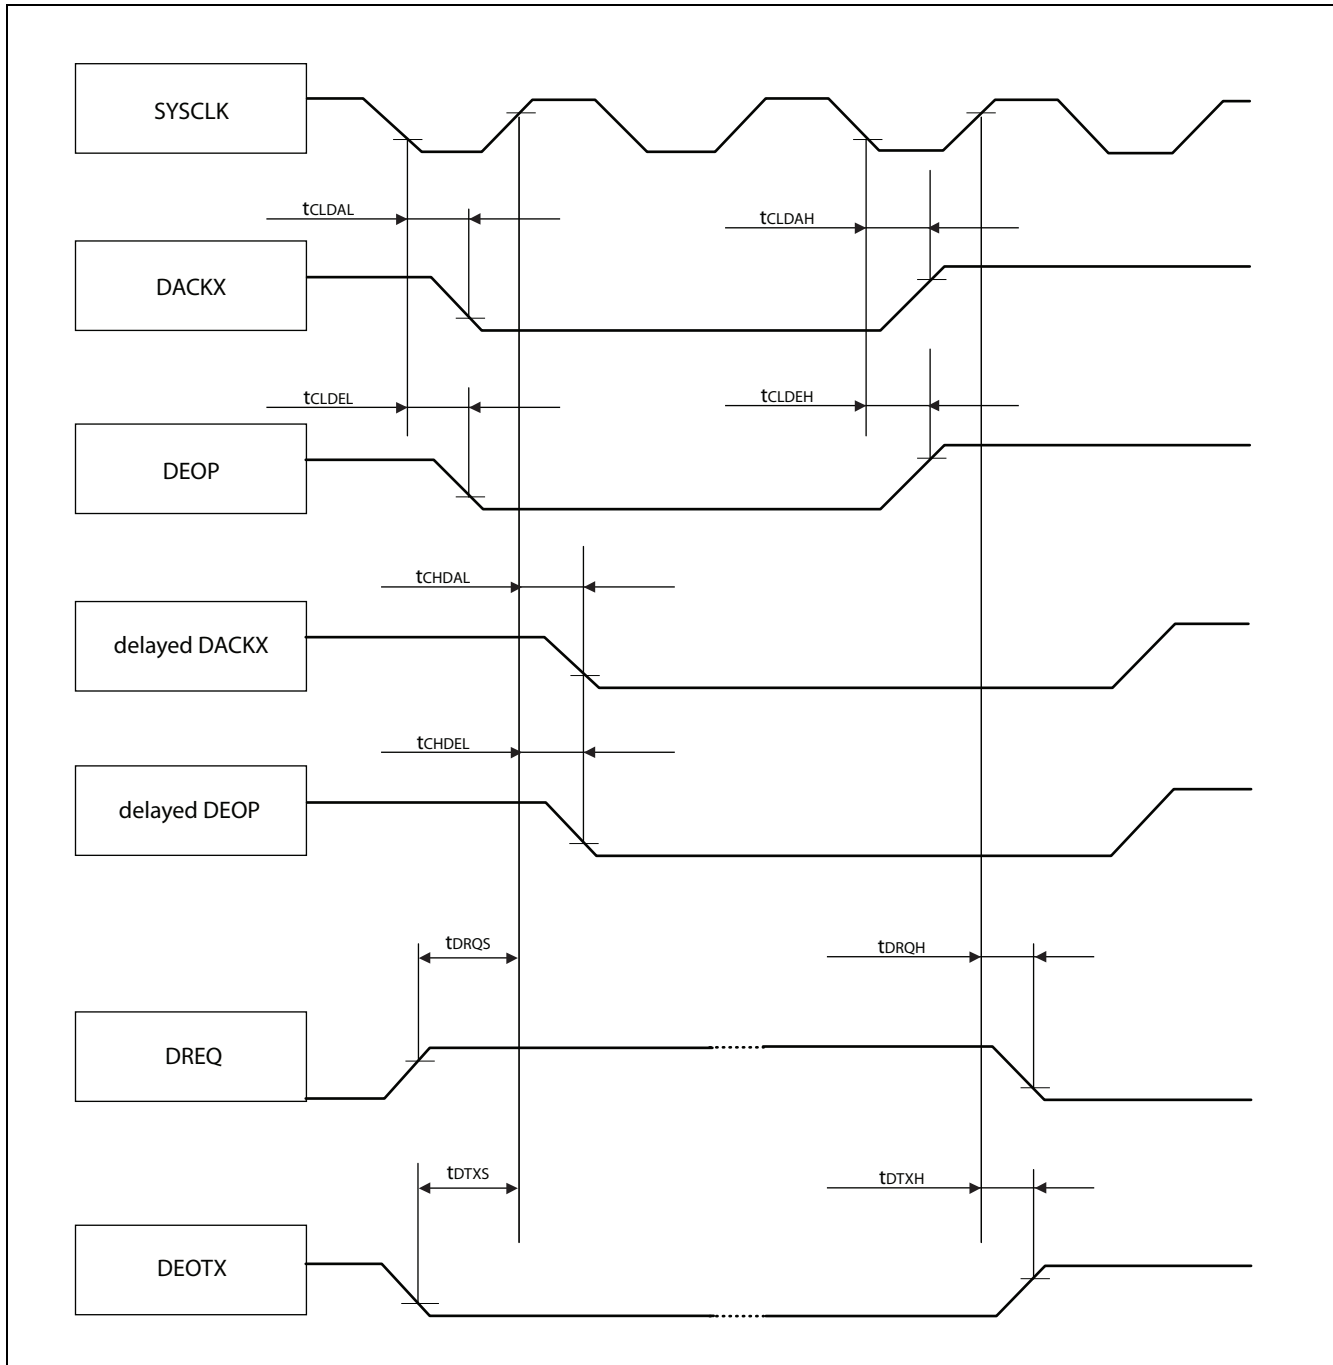 SYSCLK
tCLDAL
tCLDAH
DACKX
tCLDEL
tCLDEH
DEOP
tCHDAL
delayed DACKX
tCHDEL
delayed DEOP
tDRQS
tDRQH
DREQ
tDTXS
tDTXH
DEOTX